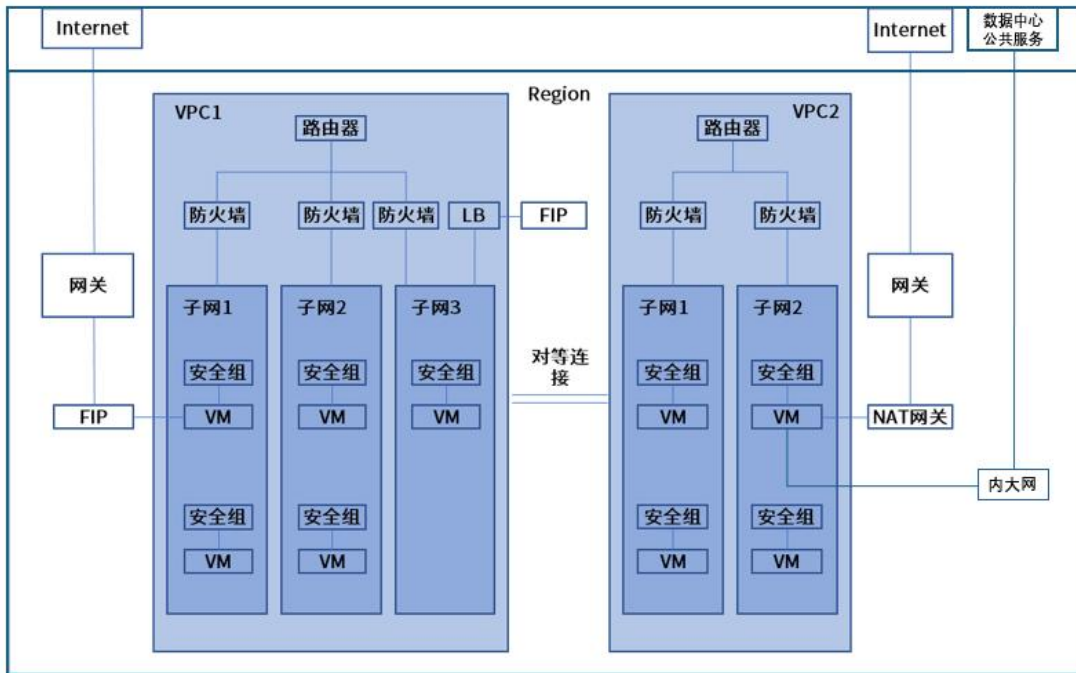 Internet
Internet
数据中心
公共服务
Region
VPC1
VPC2
路由器
路由器
防火墙
防火墙
防火墙
LB
FIP
防火墙
防火墙
网关
网关
子网1
子网2
子网3
子网1
子网2
对等连
接
安全组
安全组
安全组
安全组
安全组
FIP
VM
VM
VM
VM
VM
NAT网关
内大网
安全组
安全组
安全组
安全组
VM
VM
VM
VM